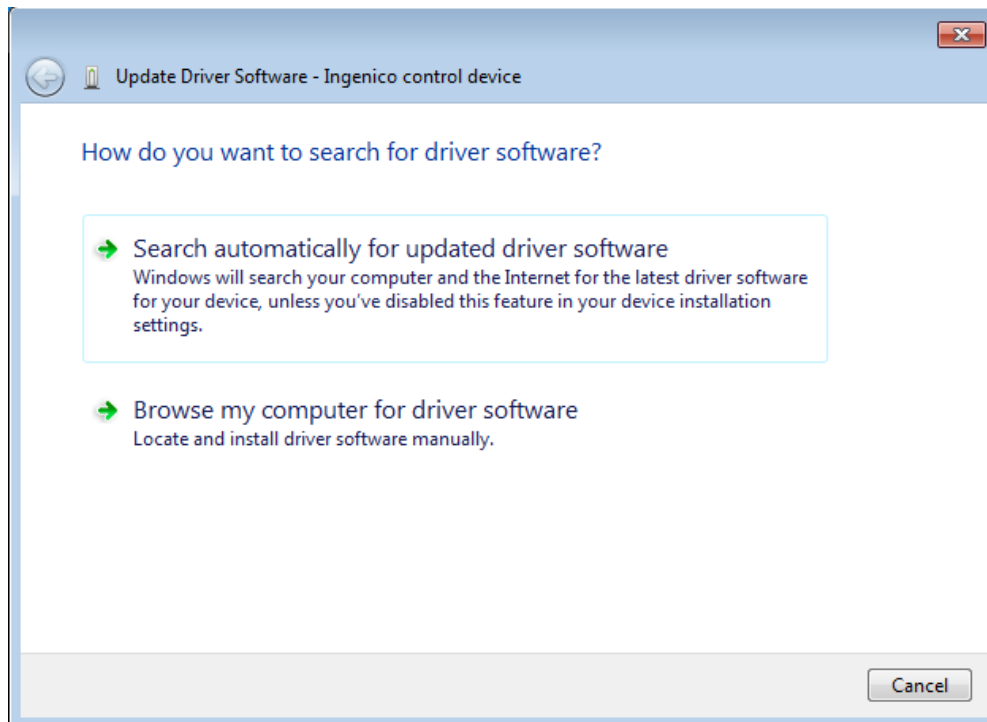 Update Driver Software - Ingenico control device
How do you want to search for driver software?
Search automatically for updated driver software
Windows will search your computer and the Internet for the latest driver software
for your device, unless you've disabled this feature in your device installation
settings.
Browse my computer for driver software
Locate and install driver software manually.
Cancel